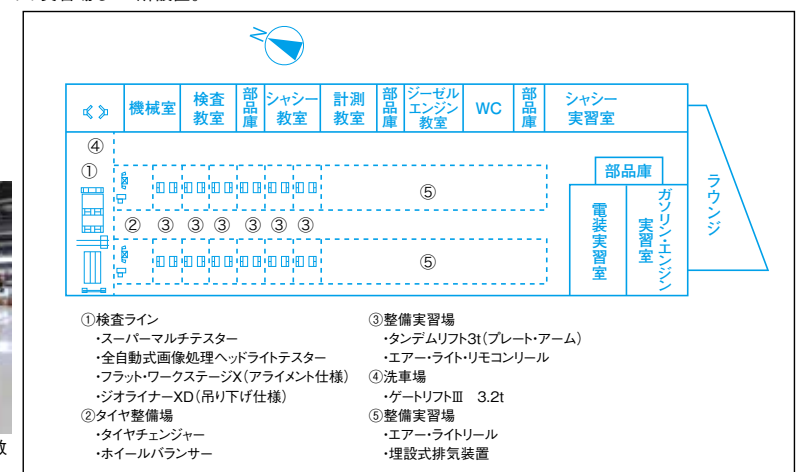 N
機械室
検査
教室
部品庫
シャシー
教室
計測
教室
部品庫
ジーゼル
エンジン
教室
WC
部品庫
シャシー
実習室
④
①
⑤
部品庫
ラウンジ
② ③ ③ ③ ③ ③ ③
電装実習室
ガソリン・エンジン
実習室
⑤
①検査ライン
・スーパーマルチテスター
・全自動式画像処理ヘッドライトテスター
・フラット・ワークステージX(アライメント仕様)
・ジオライナーXD(吊り下げ仕様)
②タイヤ整備場
・タイヤチェンジャー
・ホイールバランサー
③整備実習場
・タンデムリフト3t(プレート・アーム)
・エアー・ライト・リモコンリール
④洗車場
・ゲートリフトⅢ 3.2t
⑤整備実習場
・エアー・ライトリール
・埋設式排気装置